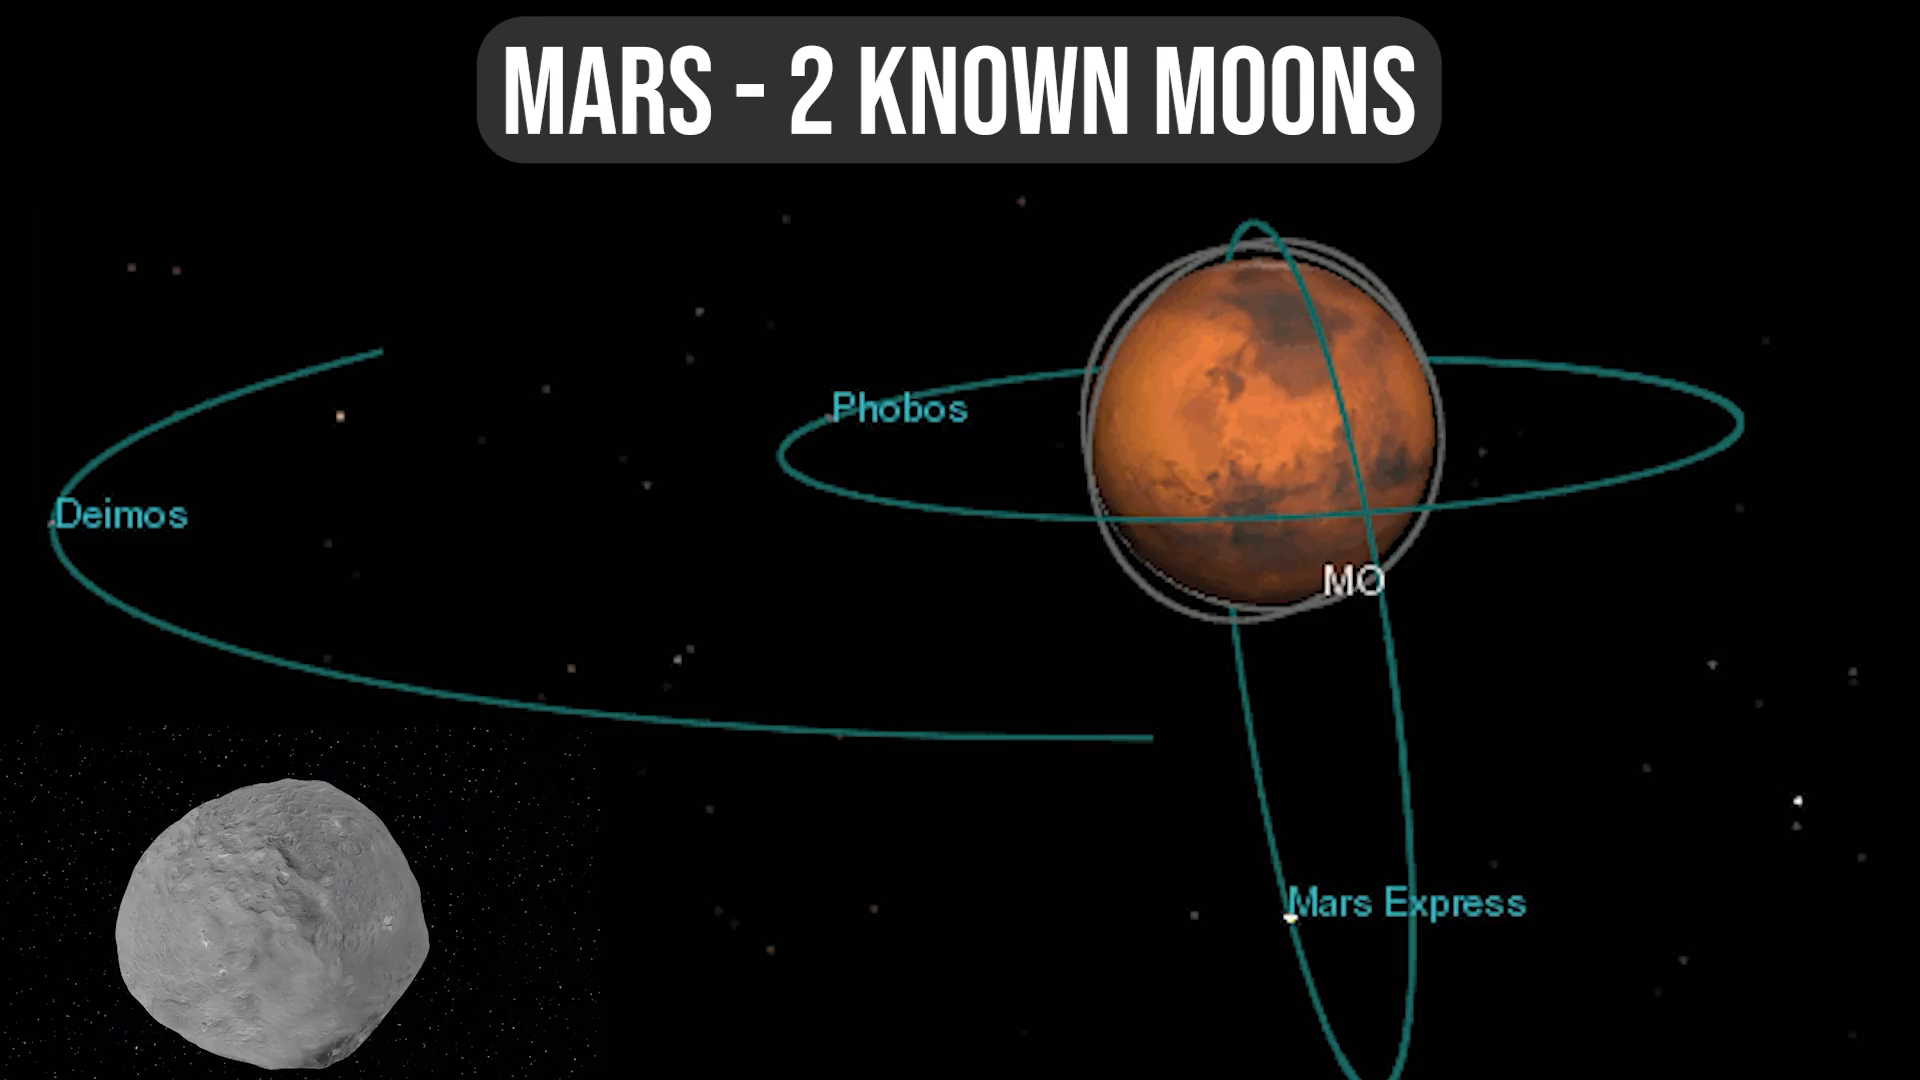 MARS - 2 KNOWN MOONS
Phobos
Deimos
MO
Mars Express